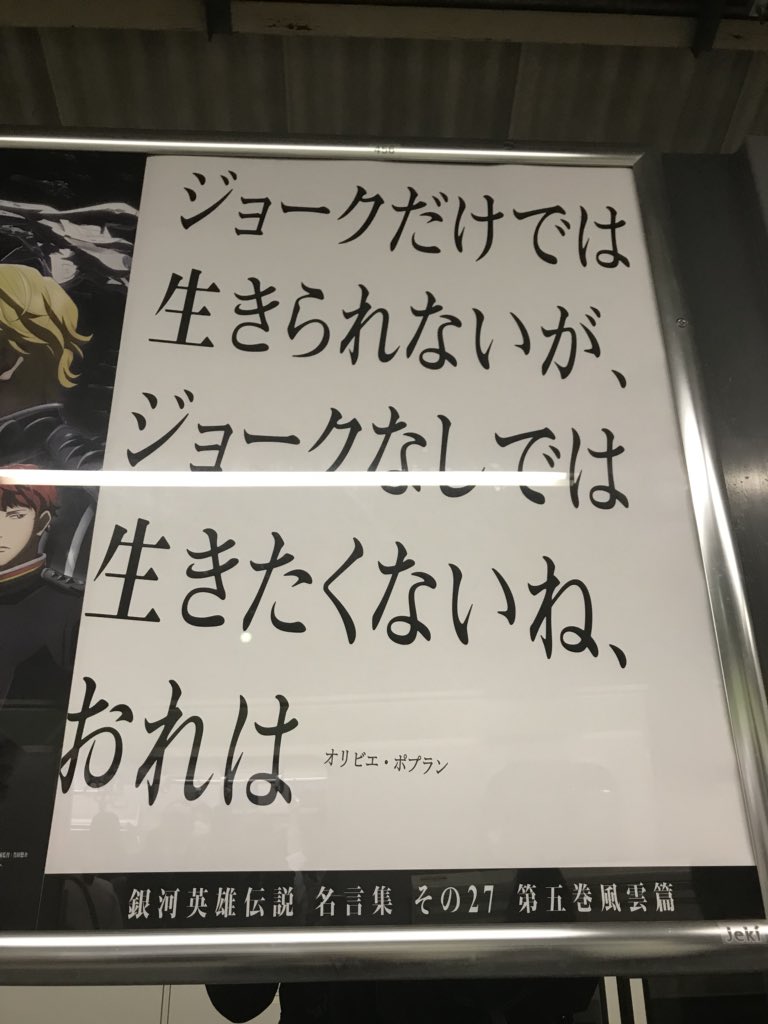 ジョークだけでは
生きられないが、
ジョークなしでは
生きたくないね、
おれは
オリビエ・ポプラン
銀河英雄伝説 名言集 その27 第五巻風雲篇
jeki